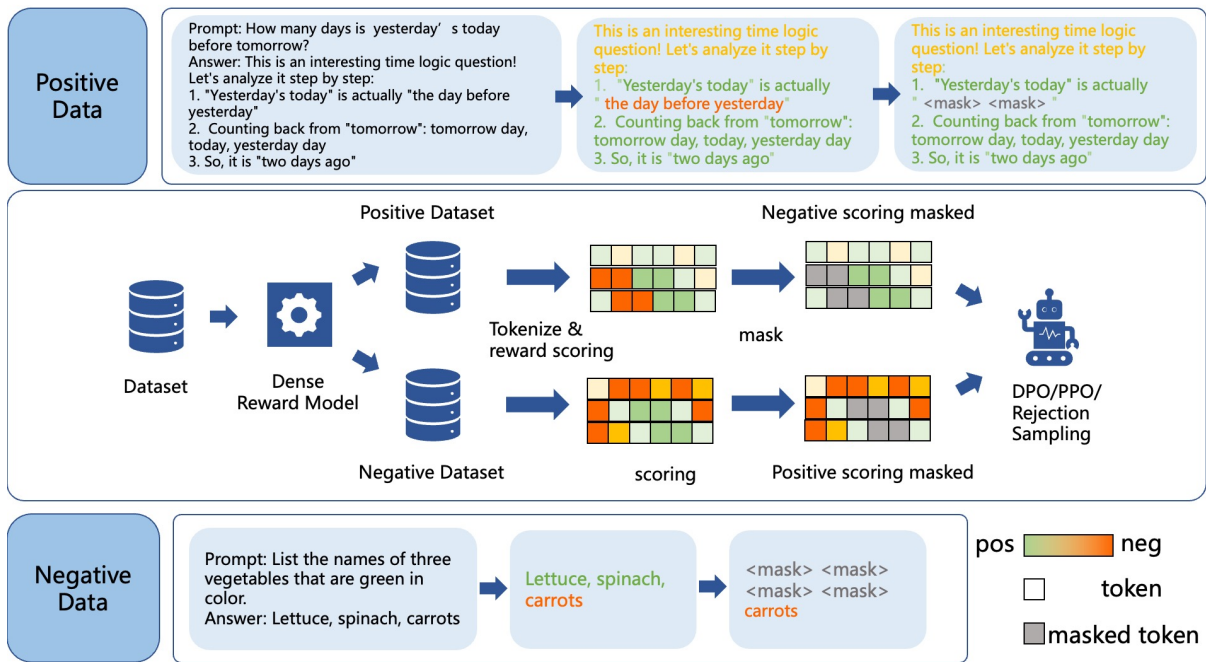 Positive
Data
Prompt: How many days is yesterday's today
before tomorrow?
Answer: This is an interesting time logic question!
Let's analyze it step by step:
1. "Yesterday's today" is actually "the day before
yesterday"
2. Counting back from "tomorrow": tomorrow day,
today, yesterday day
3. So, it is "two days ago"
This is an interesting time logic
question! Let's analyze it step by
step:
1. "Yesterday's today" is actually
" the day before yesterday"
2. Counting back from "tomorrow":
tomorrow day, today, yesterday day
3. So, it is "two days ago"
This is an interesting time logic
question! Let's analyze it step by
step:
1. "Yesterday's today" is actually
" <mask> <mask> "
2. Counting back from "tomorrow":
tomorrow day, today, yesterday day
3. So, it is "two days ago"
Positive Dataset
Negative scoring masked
Dataset
Dense
Reward Model
Tokenize &
reward scoring
mask
DPO/PPO/
Rejection
Sampling
Negative Dataset
scoring
Positive scoring masked
Negative
Data
Prompt: List the names of three
vegetables that are green in
color.
Answer: Lettuce, spinach, carrots
Lettuce, spinach,
carrots
<mask> <mask>
<mask> <mask>
carrots
pos neg
token
masked token